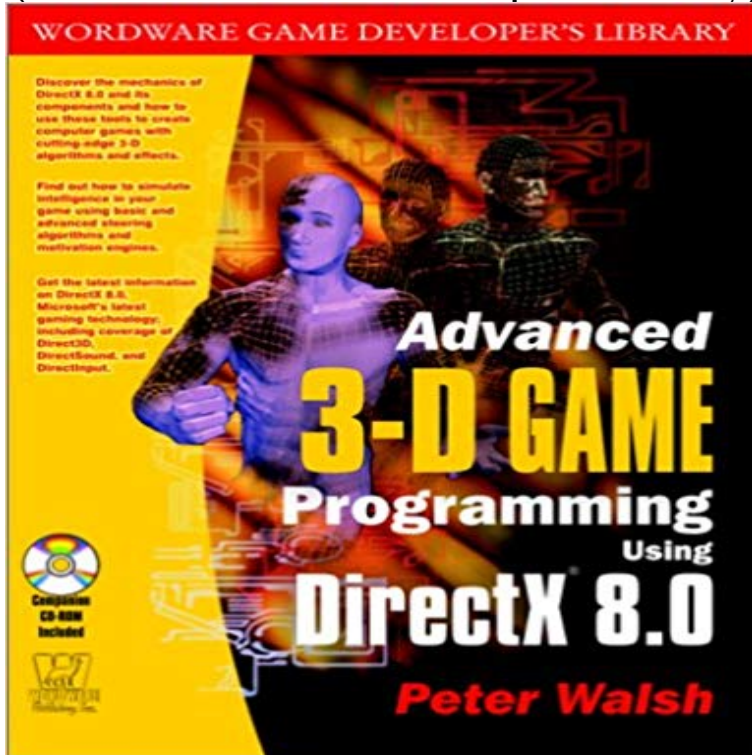 WORDWARE GAME DEVELOPER'S LIBRARY
Discover the mechanics of
DirectX 8.0 and its
components and how to
use these tools to create
computer games with
cutting-edge 3-D
algorithms and effects.
Find out how to simulate
intelligence in your
game using basic and
advanced steering
algorithms and
motivation engines.
Get the latest information
on DirectX 8.0,
Microsoft's latest
gaming technology,
including coverage of
Direct3D,
DirectSound, and
DirectInput.
Advanced
3-D GAME
Programming
Using
DirectX® 8.0
Peter Walsh
Companion
CD-ROM
Included